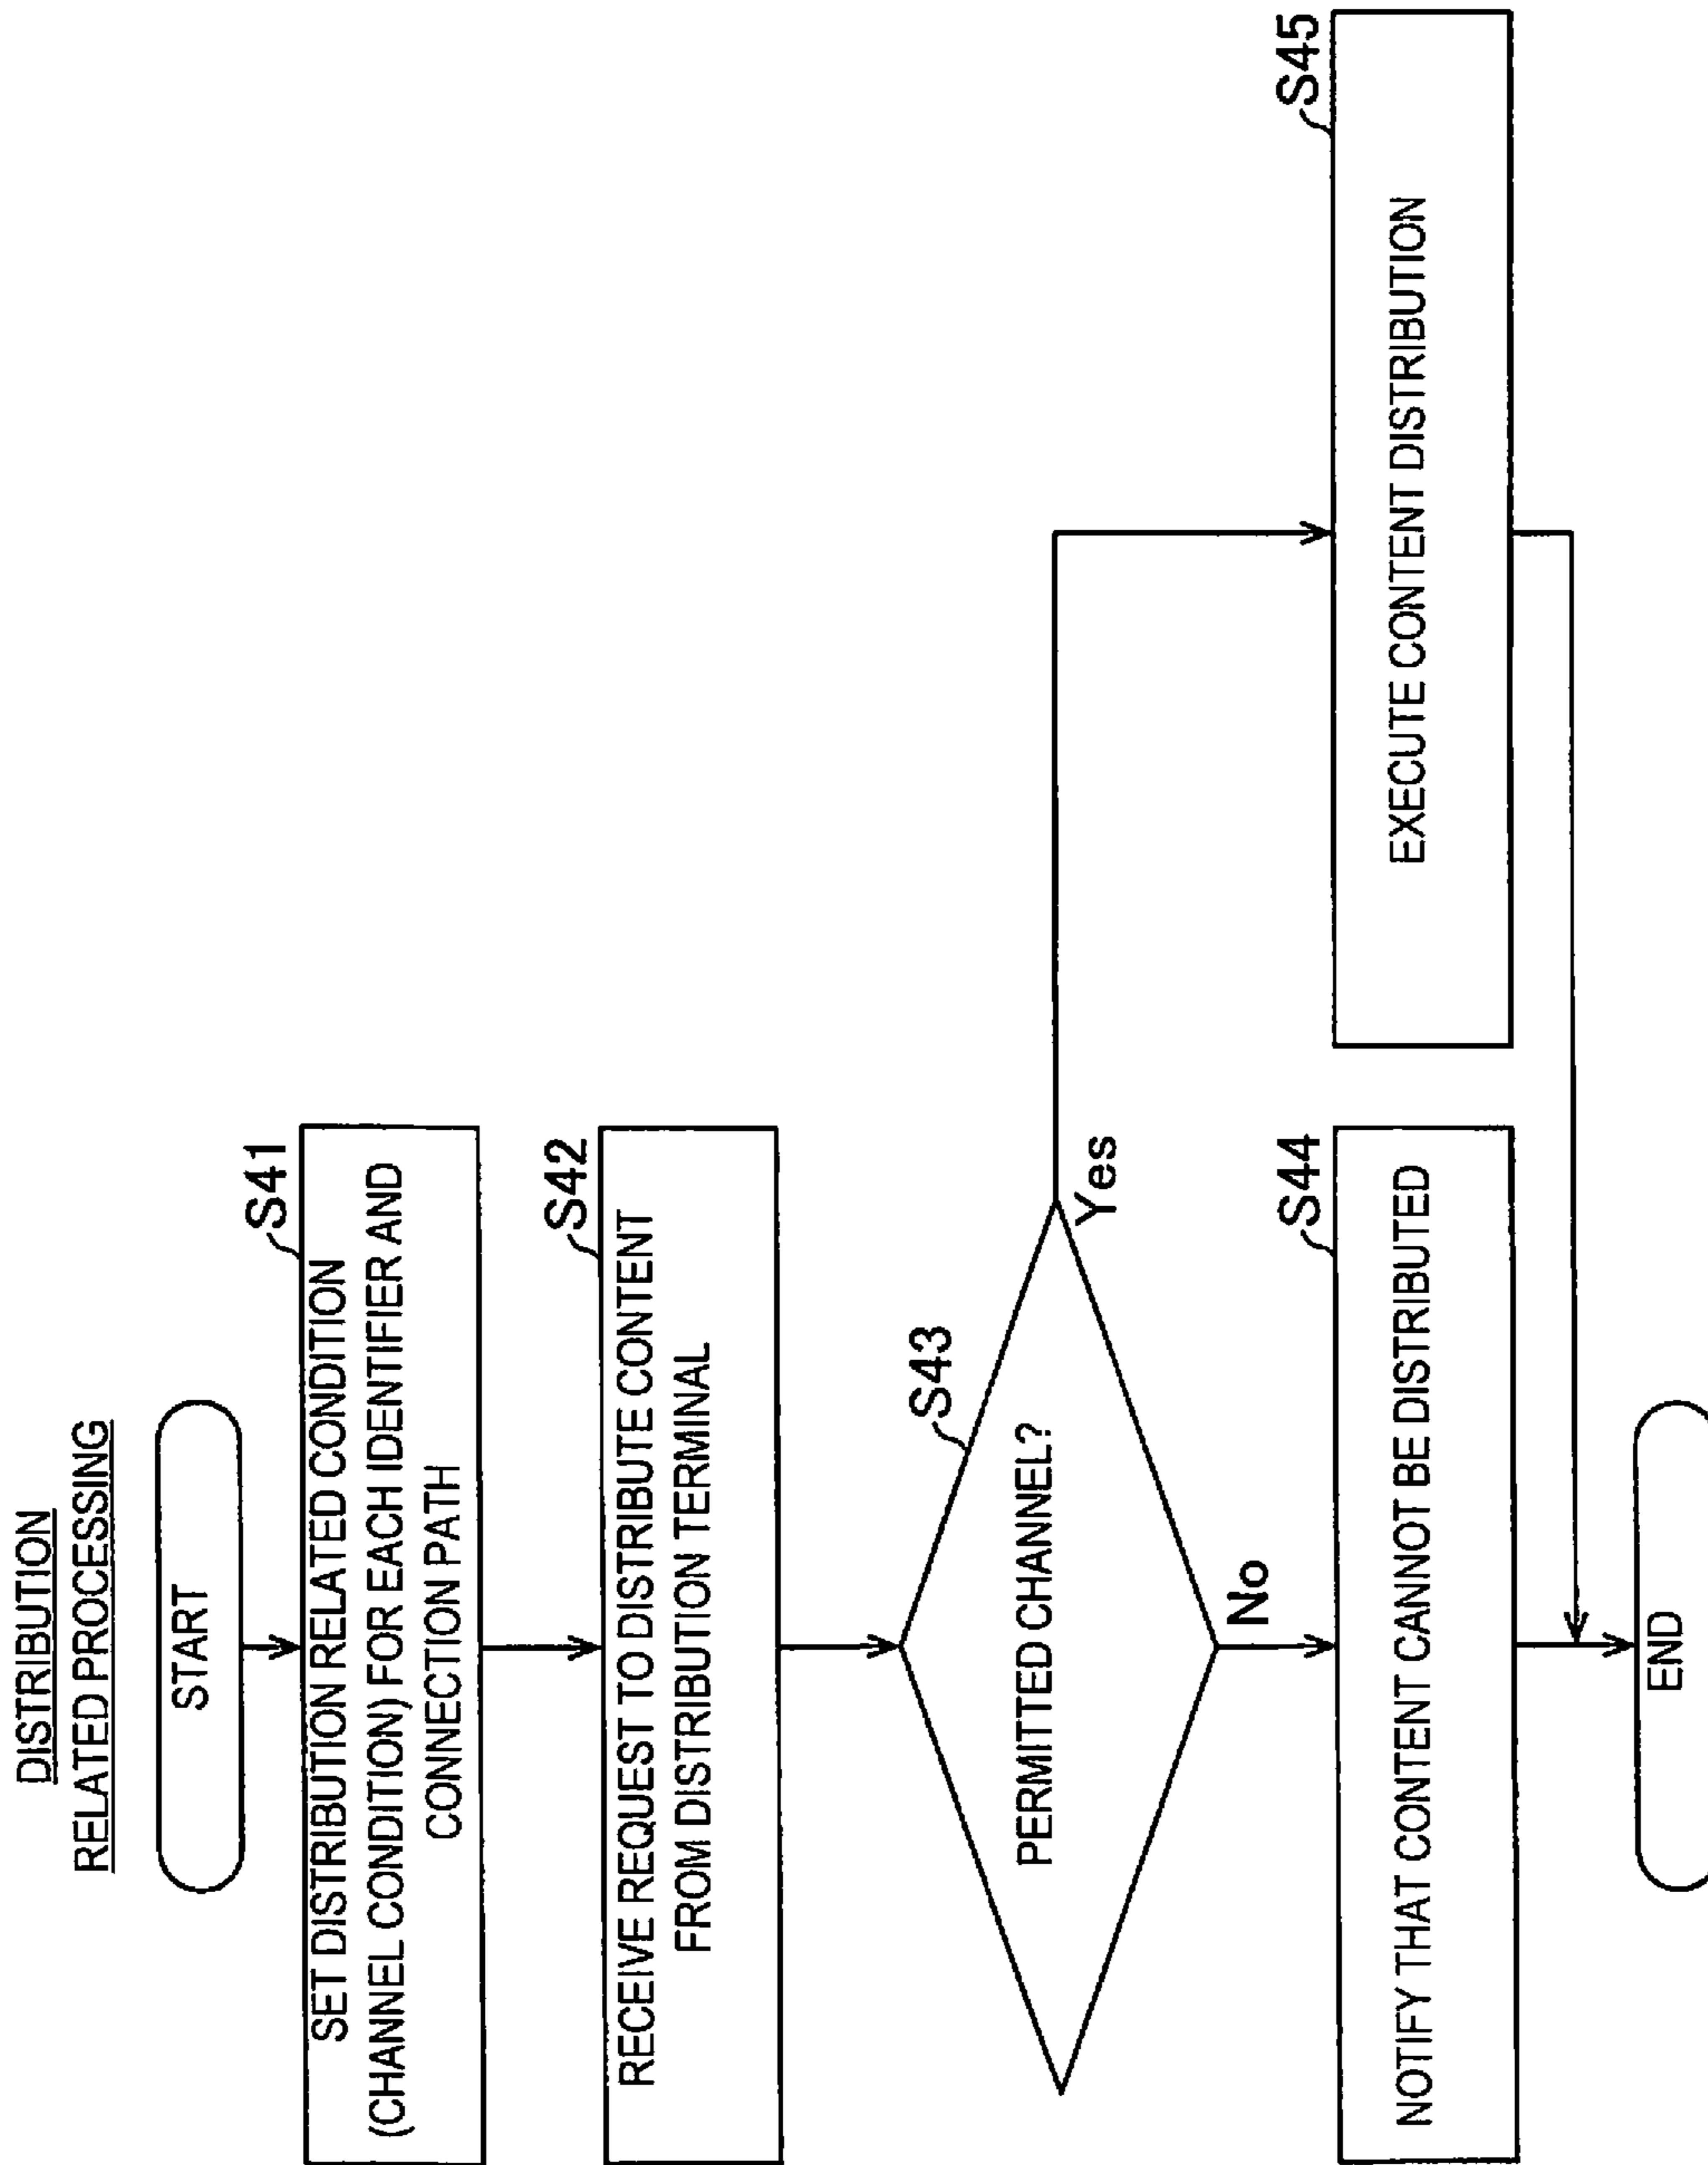 DISTRIBUTION
RELATED PROCESSING
START
S41
SET DISTRIBUTION RELATED CONDITION
(CHANNEL CONDITION) FOR EACH IDENTIFIER AND
CONNECTION PATH
S42
RECEIVE REQUEST TO DISTRIBUTE CONTENT
FROM DISTRIBUTION TERMINAL
S43
PERMITTED CHANNEL?
Yes
No
S44
NOTIFY THAT CONTENT CANNOT BE DISTRIBUTED
S45
EXECUTE CONTENT DISTRIBUTION
END